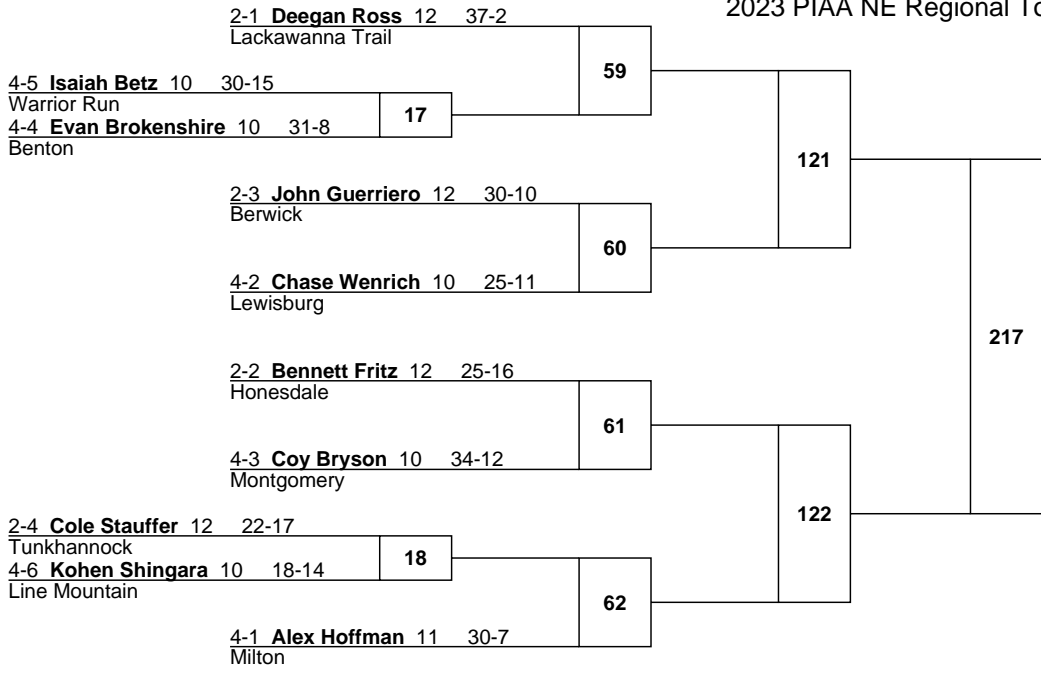 2023 PIAA NE Regional To
2-1 Deegan Ross 12 37-2
Lackawanna Trail
59
4-5 Isaiah Betz 10 30-15
Warrior Run
17
4-4 Evan Brokenshire 10 31-8
Benton
121
2-3 John Guerriero 12 30-10
Berwick
60
4-2 Chase Wenrich 10 25-11
Lewisburg
217
2-2 Bennett Fritz 12 25-16
Honesdale
61
4-3 Coy Bryson 10 34-12
Montgomery
122
2-4 Cole Stauffer 12 22-17
Tunkhannock
18
4-6 Kohen Shingara 10 18-14
Line Mountain
62
4-1 Alex Hoffman 11 30-7
Milton